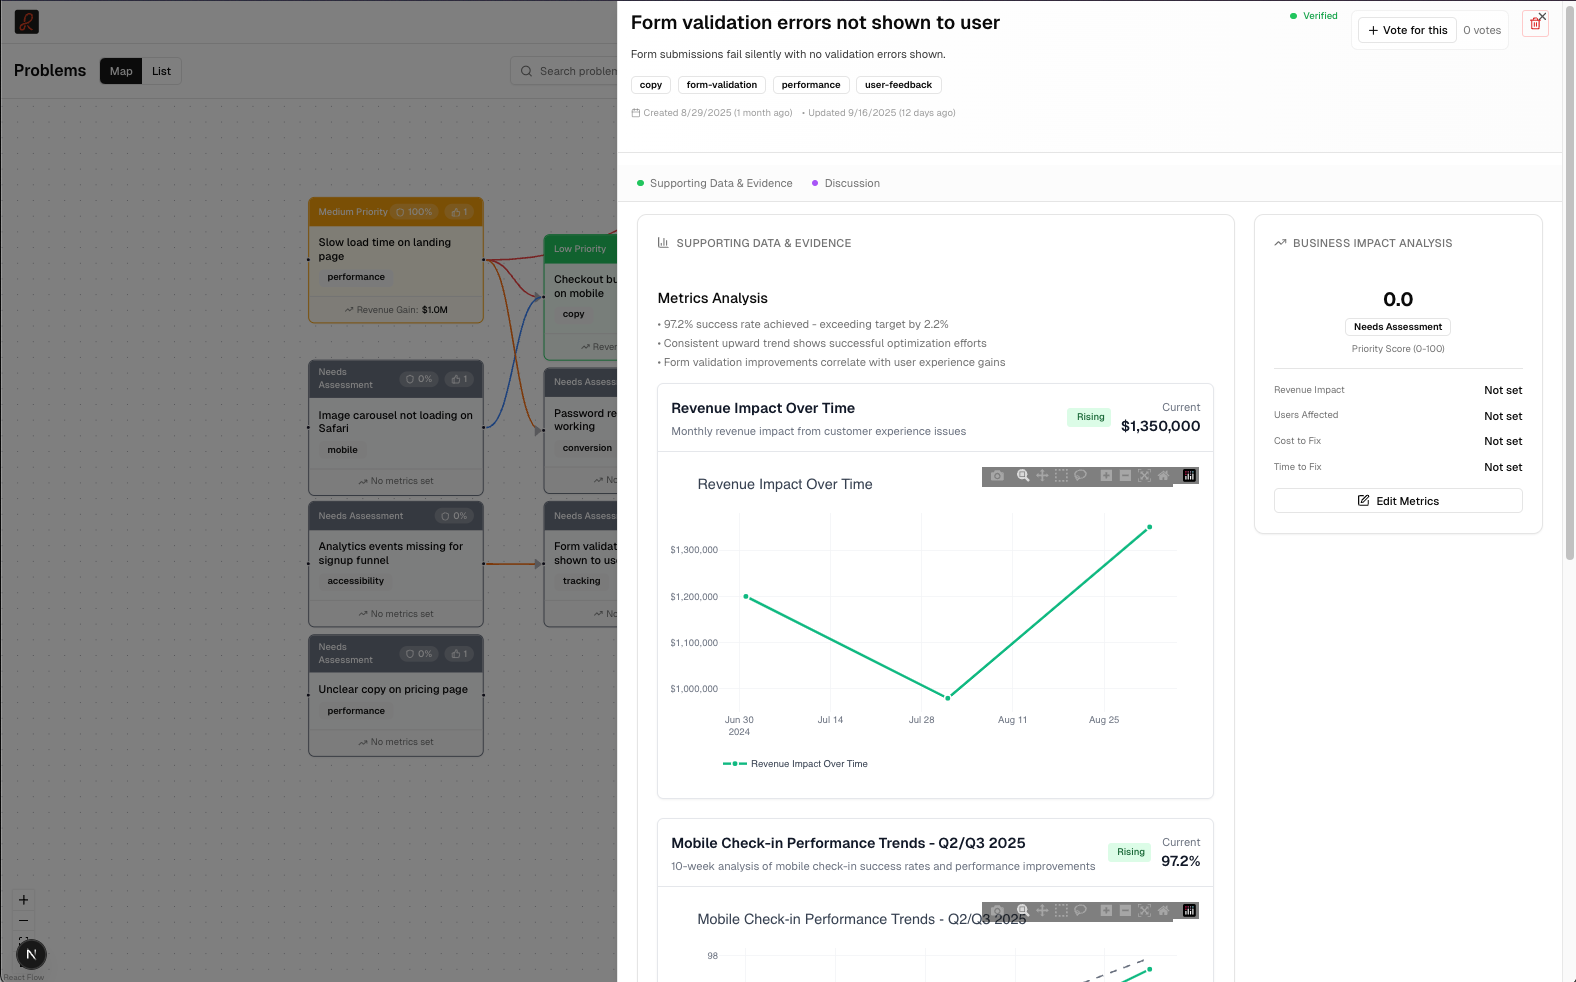 Problems
Map
List
Search problem
Medium Priority
100%
1
Slow load time on landing
page
performance
Revenue Gain: $1.0M
Needs
Assessment
0%
1
Image carousel not loading on
Safari
mobile
No metrics set
Needs Assessment
0%
Analytics events missing for
signup funnel
accessibility
No metrics set
Needs
Assessment
0%
1
Unclear copy on pricing page
performance
No metrics set
Low Priority
Checkout bu
on mobile
copy
Rever
Needs Assess
Password re
working
conversion
No
Needs Assess
Form validat
shown to us
tracking
No
N
React Flow
Form validation errors not shown to user
Verified
Vote for this
0 votes
Form submissions fail silently with no validation errors shown.
copy
form-validation
performance
user-feedback
Created 8/29/2025 (1 month ago)
• Updated 9/16/2025 (12 days ago)
Supporting Data & Evidence
Discussion
SUPPORTING DATA & EVIDENCE
Metrics Analysis
• 97.2% success rate achieved - exceeding target by 2.2%
• Consistent upward trend shows successful optimization efforts
• Form validation improvements correlate with user experience gains
Revenue Impact Over Time
Monthly revenue impact from customer experience issues
Rising
Current
$1,350,000
Revenue Impact Over Time
$1,300,000
$1,200,000
$1,100,000
$1,000,000
Jun 30
2024
Jul 14
Jul 28
Aug 11
Aug 25
Revenue Impact Over Time
Mobile Check-in Performance Trends - Q2/Q3 2025
10-week analysis of mobile check-in success rates and performance improvements
Rising
Current
97.2%
Mobile Check-in Performance Trends - Q2/Q3 2025
98
BUSINESS IMPACT ANALYSIS
0.0
Needs Assessment
Priority Score (0-100)
Revenue Impact
Not set
Users Affected
Not set
Cost to Fix
Not set
Time to Fix
Not set
Edit Metrics